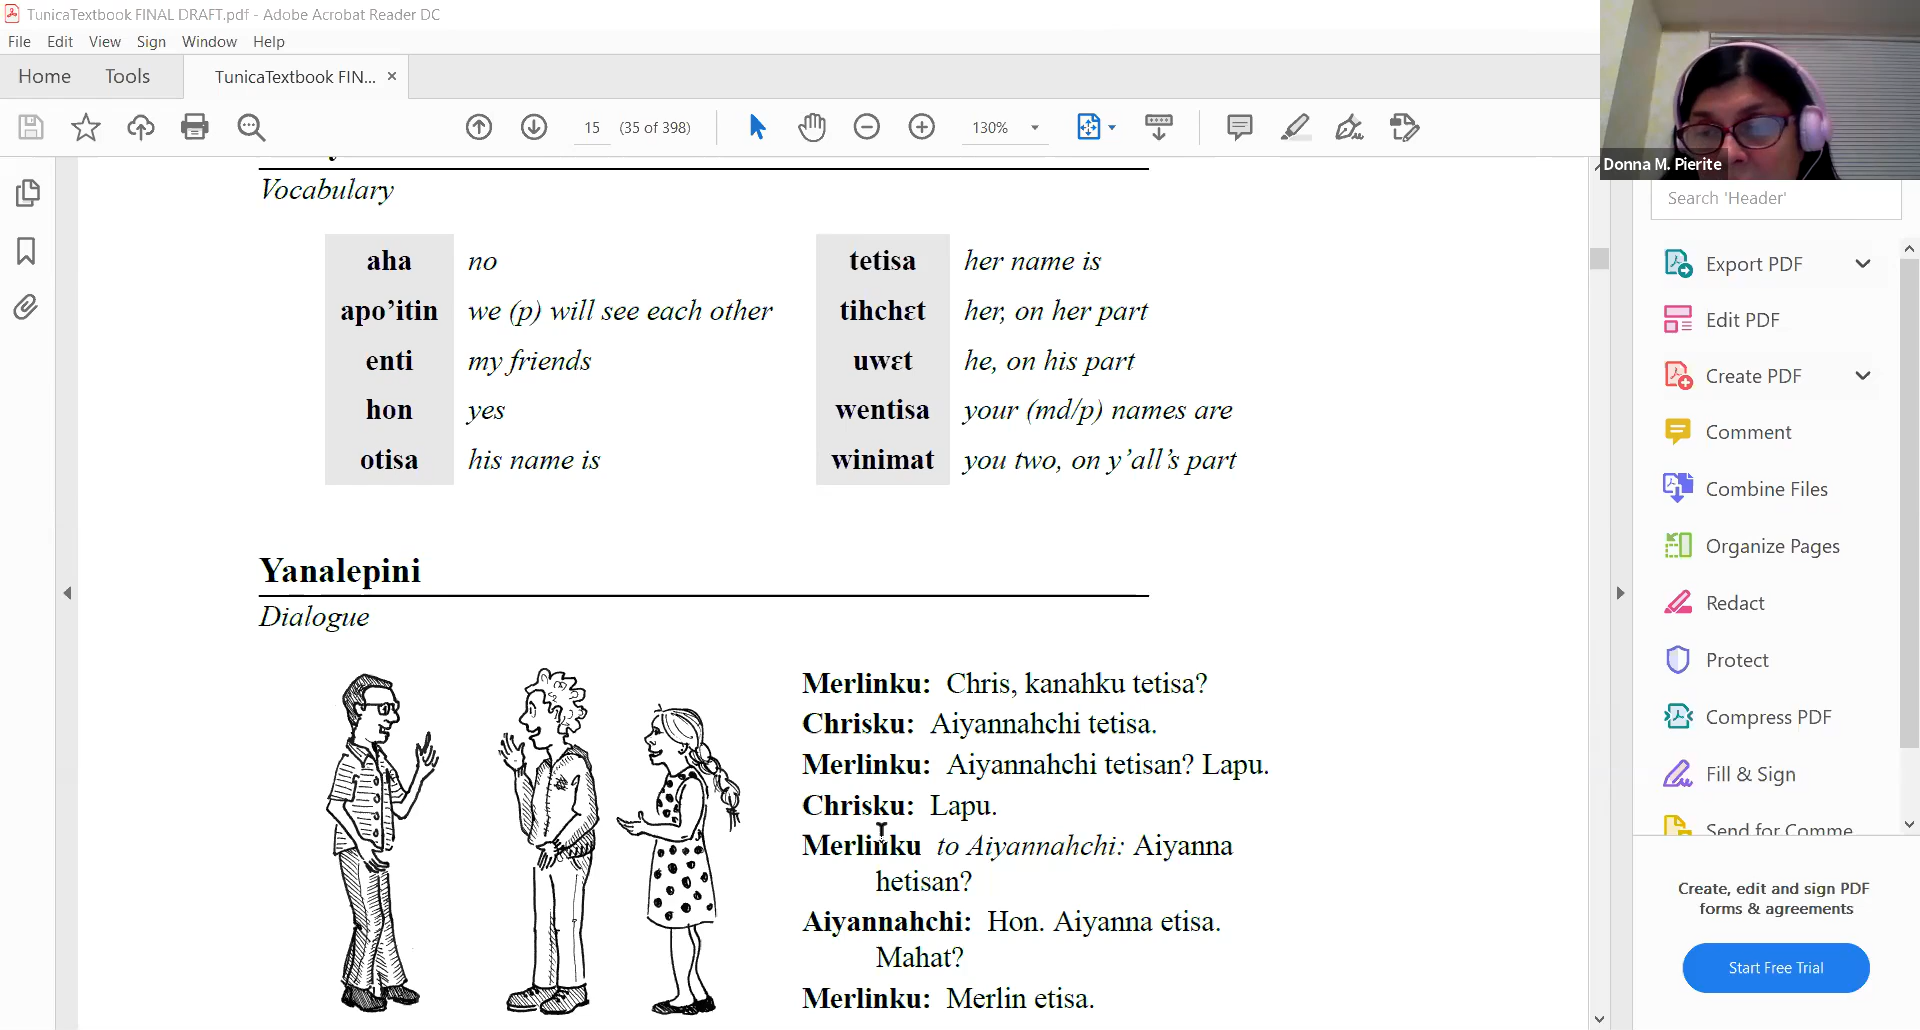 TunicaTextbook FINAL DRAFT.pdf - Adobe Acrobat Reader DC
File Edit View Sign Window Help
Home Tools TunicaTextbook FIN... ×
15 (35 of 398) 130%
Donna M. Pierite
Vocabulary
aha no
apo’itin we (p) will see each other
enti my friends
hon yes
otisa his name is
tetisa her name is
tihchɛt her, on her part
uwɛt he, on his part
wentisa your (md/p) names are
winimat you two, on y’all’s part
Yanalepini
Dialogue
Merlinku: Chris, kanahku tetisa?
Chrisku: Aiyannahchi tetisa.
Merlinku: Aiyannahchi tetisan? Lapu.
Chrisku: Lapu.
Merlinku to Aiyannahchi: Aiyanna
hetisan?
Aiyannahchi: Hon. Aiyanna etisa.
Mahat?
Merlinku: Merlin etisa.
Search 'Header'
Export PDF
Edit PDF
Create PDF
Comment
Combine Files
Organize Pages
Redact
Protect
Compress PDF
Fill & Sign
Send for Comme
Create, edit and sign PDF
forms & agreements
Start Free Trial